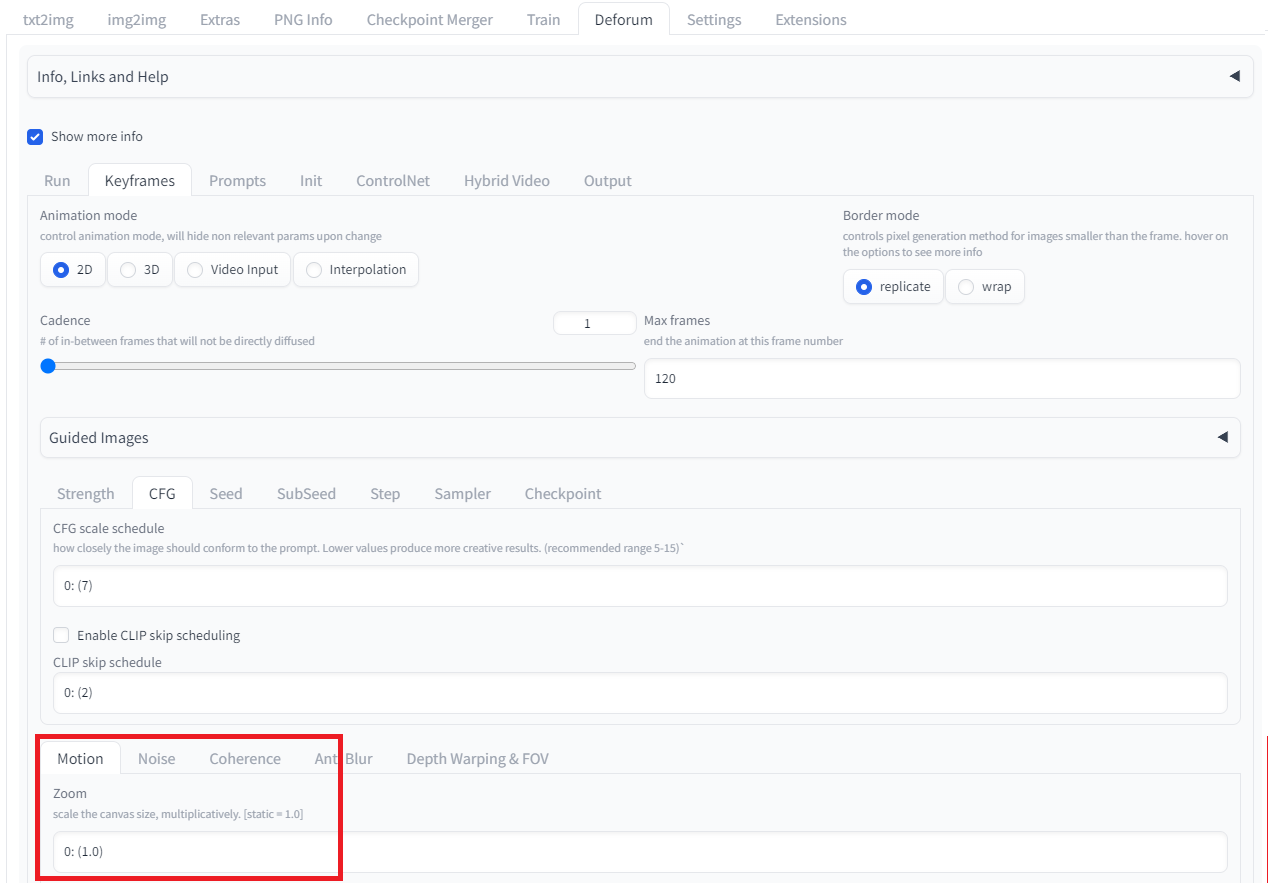 txt2img img2img Extras PNG Info Checkpoint Merger Train Deforum Settings Extensions
Info, Links and Help
Show more info
Run Keyframes Prompts Init ControlNet Hybrid Video Output
Animation mode
control animation mode, will hide non relevant params upon change
2D 3D Video Input Interpolation
Border mode
controls pixel generation method for images smaller than the frame. hover on
the options to see more info
replicate wrap
Cadence 1
# of in-between frames that will not be directly diffused
Max frames
end the animation at this frame number
120
Guided Images
Strength CFG Seed SubSeed Step Sampler Checkpoint
CFG scale schedule
how closely the image should conform to the prompt. Lower values produce more creative results. (recommended range 5-15)`
0: (7)
Enable CLIP skip scheduling
CLIP skip schedule
0: (2)
Motion Noise Coherence Anti Blur Depth Warping & FOV
Zoom
scale the canvas size, multiplicatively. [static = 1.0]
0: (1.0)